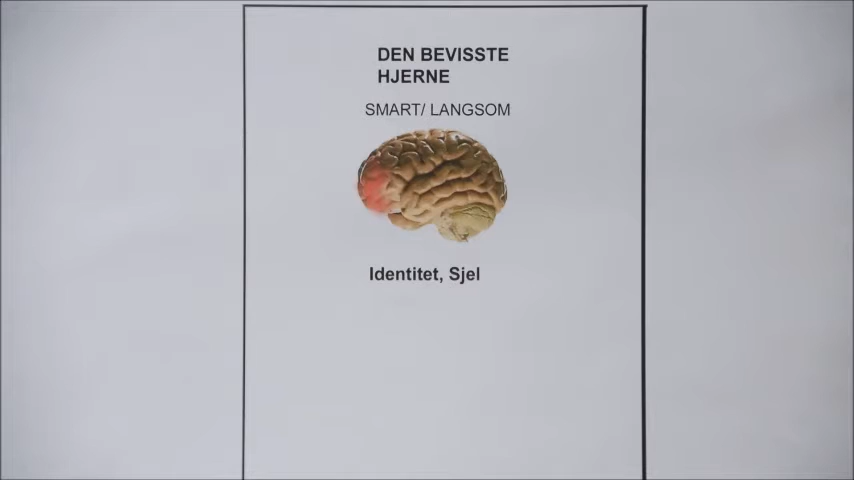 DEN BEVISSTE
HJERNE
SMART/ LANGSOM
Identitet, Sjel